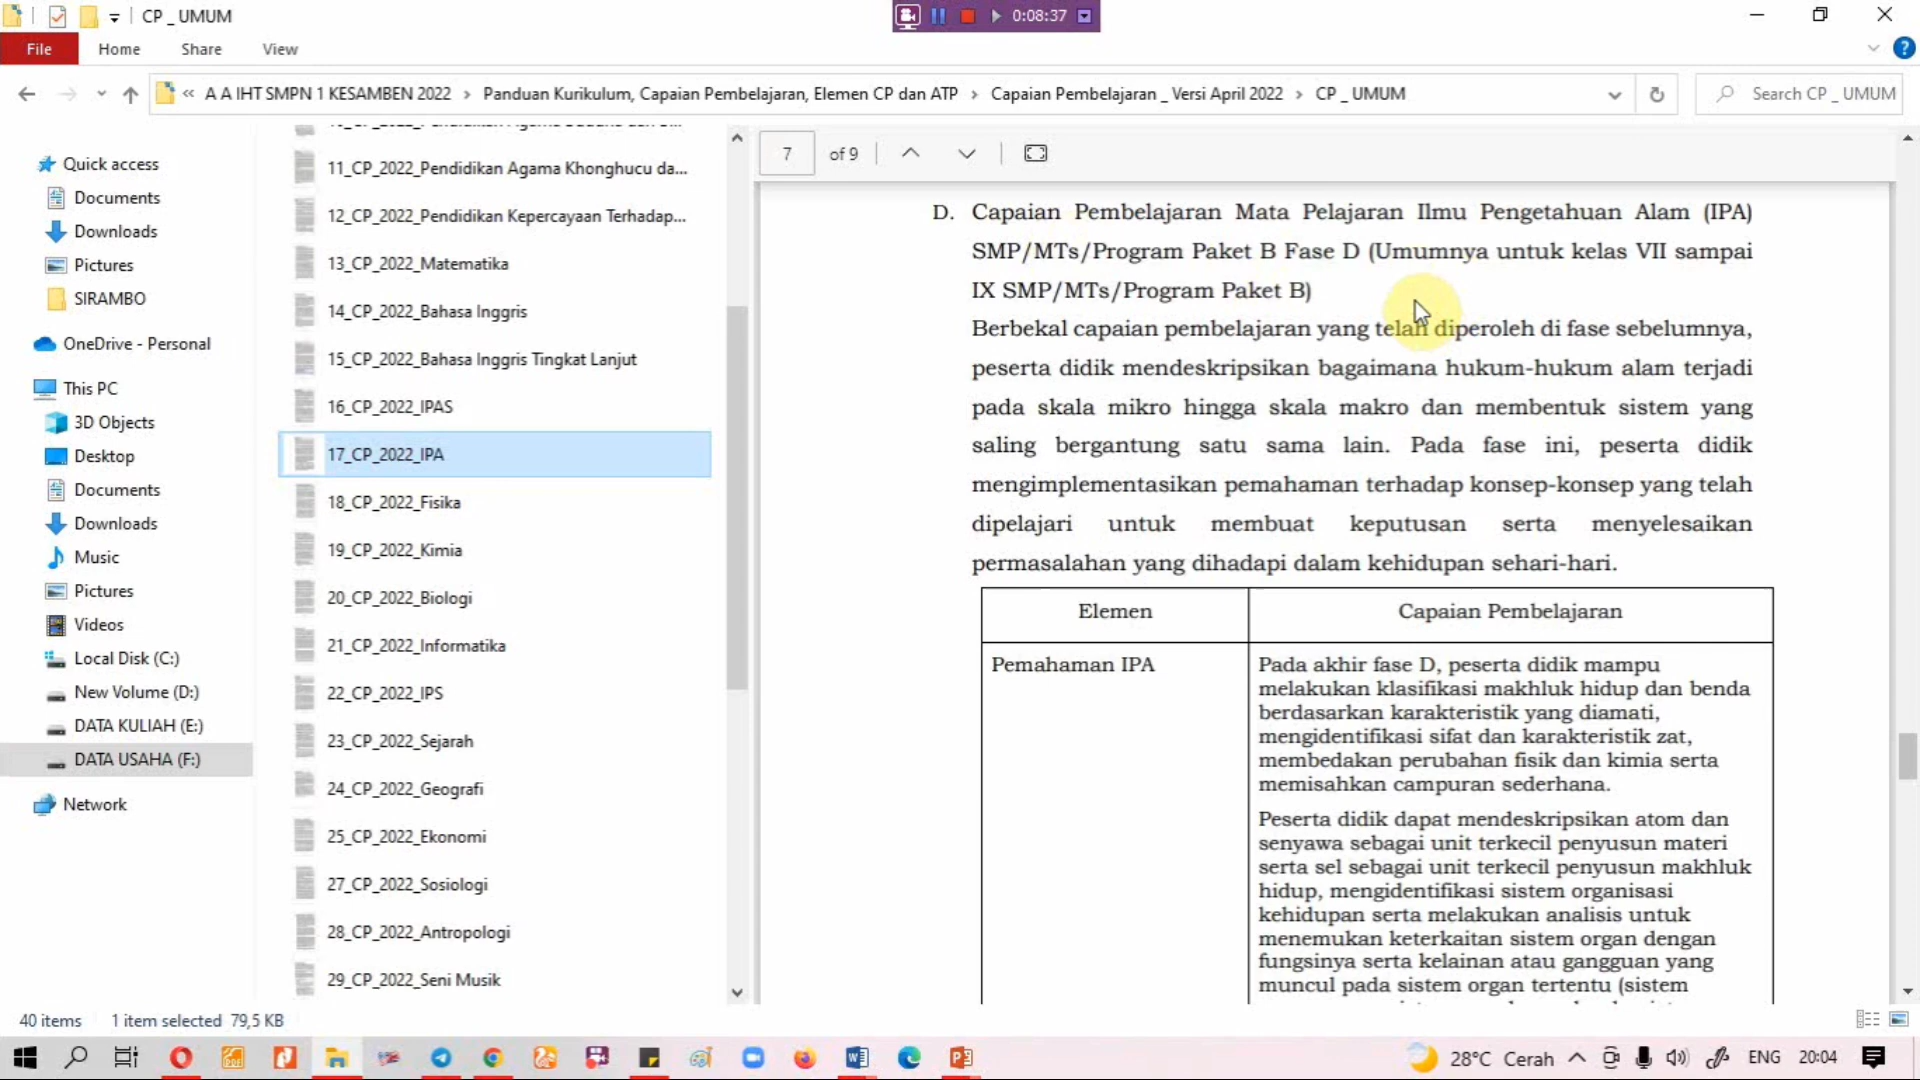 CP _ UMUM
0:08:37
File
Home
Share
View
A A IHT SMPN 1 KESAMBEN 2022 › Panduan Kurikulum, Capaian Pembelajaran, Elemen CP dan ATP › Capaian Pembelajaran _ Versi April 2022 › CP _ UMUM
Search CP _ UMUM
Quick access
Documents
Downloads
Pictures
SIRAMBO
OneDrive - Personal
This PC
3D Objects
Desktop
Documents
Downloads
Music
Pictures
Videos
Local Disk (C:)
New Volume (D:)
DATA KULIAH (E:)
DATA USAHA (F:)
Network
11_CP_2022_Pendidikan Agama Khonghucu da...
12_CP_2022_Pendidikan Kepercayaan Terhadap...
13_CP_2022_Matematika
14_CP_2022_Bahasa Inggris
15_CP_2022_Bahasa Inggris Tingkat Lanjut
16_CP_2022_IPAS
17_CP_2022_IPA
18_CP_2022_Fisika
19_CP_2022_Kimia
20_CP_2022_Biologi
21_CP_2022_Informatika
22_CP_2022_IPS
23_CP_2022_Sejarah
24_CP_2022_Geografi
25_CP_2022_Ekonomi
27_CP_2022_Sosiologi
28_CP_2022_Antropologi
29_CP_2022_Seni Musik
7 of 9
D. Capaian Pembelajaran Mata Pelajaran Ilmu Pengetahuan Alam (IPA)
SMP/MTs/Program Paket B Fase D (Umumnya untuk kelas VII sampai
IX SMP/MTs/Program Paket B)
Berbekal capaian pembelajaran yang telah diperoleh di fase sebelumnya,
peserta didik mendeskripsikan bagaimana hukum-hukum alam terjadi
pada skala mikro hingga skala makro dan membentuk sistem yang
saling bergantung satu sama lain. Pada fase ini, peserta didik
mengimplementasikan pemahaman terhadap konsep-konsep yang telah
dipelajari untuk membuat keputusan serta menyelesaikan
permasalahan yang dihadapi dalam kehidupan sehari-hari.
Elemen
Capaian Pembelajaran
Pemahaman IPA
Pada akhir fase D, peserta didik mampu
melakukan klasifikasi makhluk hidup dan benda
berdasarkan karakteristik yang diamati,
mengidentifikasi sifat dan karakteristik zat,
membedakan perubahan fisik dan kimia serta
memisahkan campuran sederhana.
Peserta didik dapat mendeskripsikan atom dan
senyawa sebagai unit terkecil penyusun materi
serta sel sebagai unit terkecil penyusun makhluk
hidup, mengidentifikasi sistem organisasi
kehidupan serta melakukan analisis untuk
menemukan keterkaitan sistem organ dengan
fungsinya serta kelainan atau gangguan yang
muncul pada sistem organ tertentu (sistem
40 items
1 item selected 79,5 KB
28°C Cerah
ENG
20:04